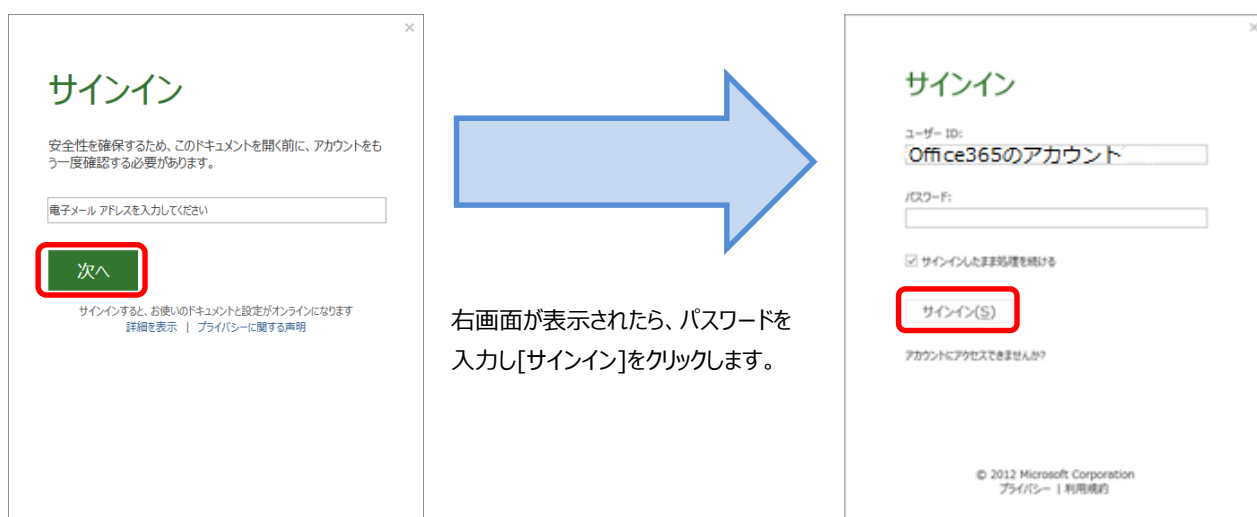 サインイン
安全性を確保するため、このドキュメントを開く前に、アカウントをも
う一度確認する必要があります。
電子メール アドレスを入力してください
次へ
サインインすると、お使いのドキュメントと設定がオンラインになります
詳細を表示 | プライバシーに関する声明
右画面が表示されたら、パスワードを
入力し[サインイン]をクリックします。
サインイン
ユーザー ID:
Office365のアカウント
パスワード:
サインインしたまま処理を続ける
サインイン(S)
アカウントにアクセスできませんか?
© 2012 Microsoft Corporation
プライバシー | 利用規約